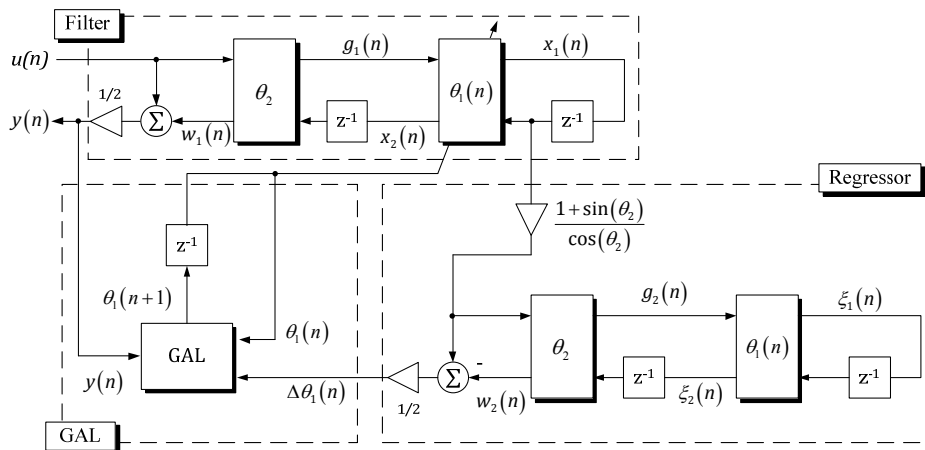 Filter
u(n)
g₁(n)
x₁(n)
1/2
θ₂
θ₁(n)
y(n)
Σ
z⁻¹
z⁻¹
w₁(n)
x₂(n)
Regressor
1+sin(θ₂)
cos(θ₂)
z⁻¹
θ₁(n+1)
g₂(n)
ξ₁(n)
θ₁(n)
GAL
θ₂
θ₁(n)
-
y(n)
Δθ₁(n)
Σ
z⁻¹
z⁻¹
1/2
w₂(n)
ξ₂(n)
GAL